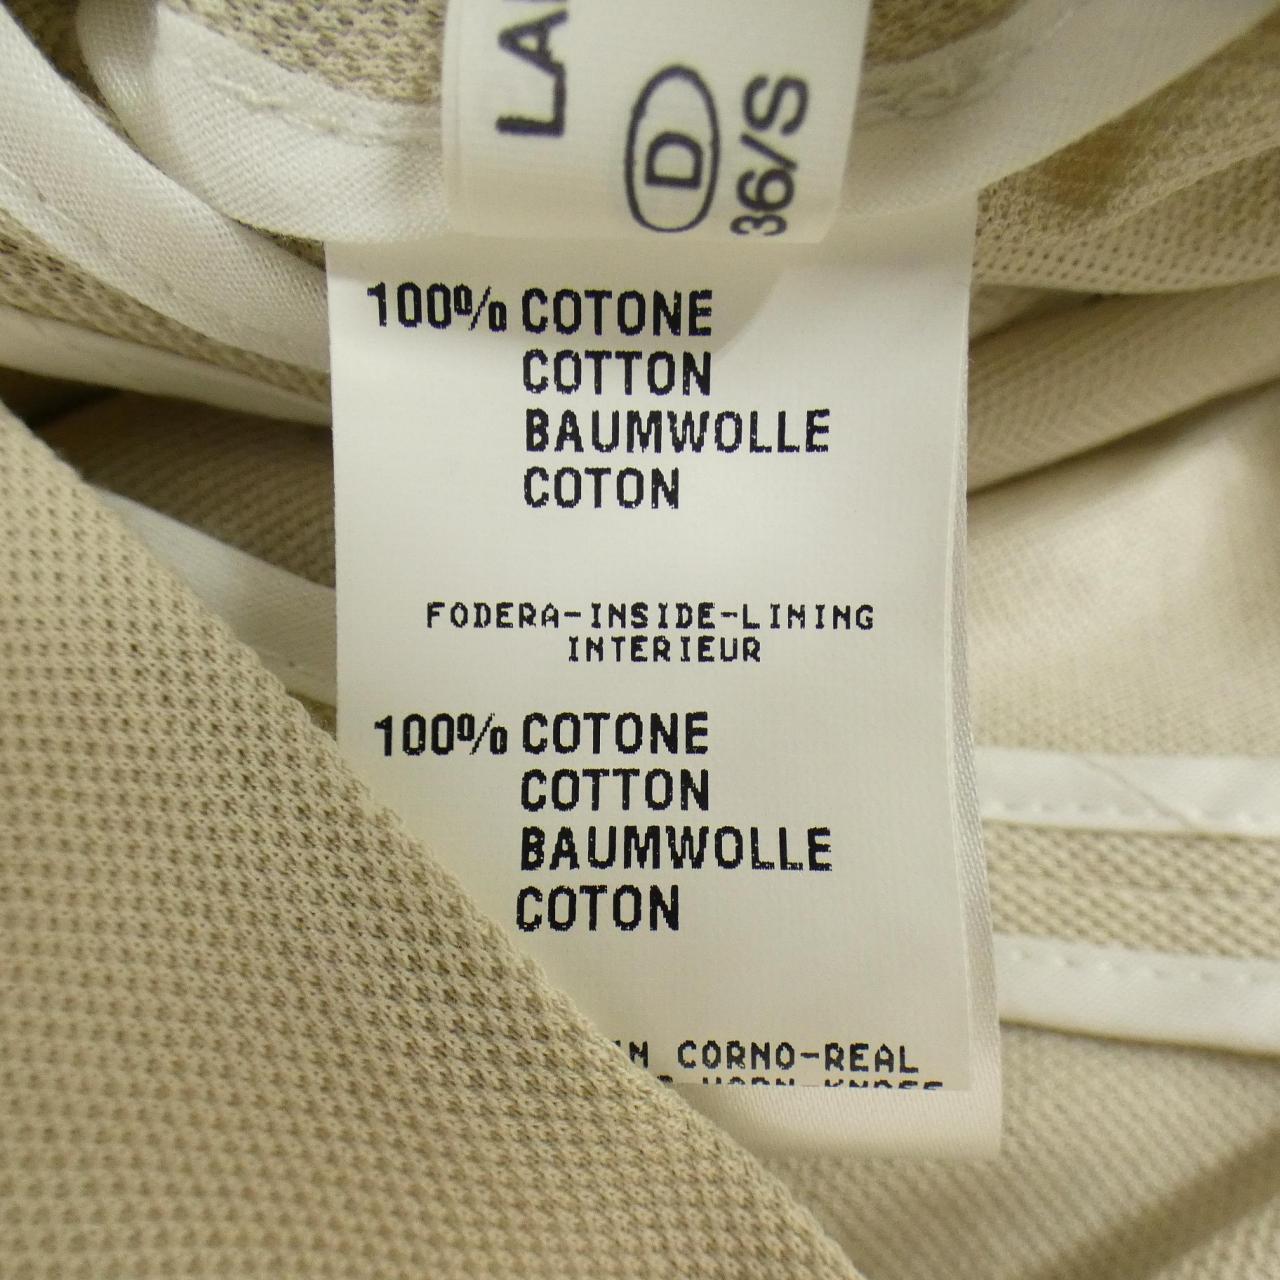 LA
D
36/S
100% COTONE
COTTON
BAUMWOLLE
COTON
FODERA-INSIDE-LINING
INTERIEUR
100% COTONE
COTTON
BAUMWOLLE
COTON
CORNO-REAL